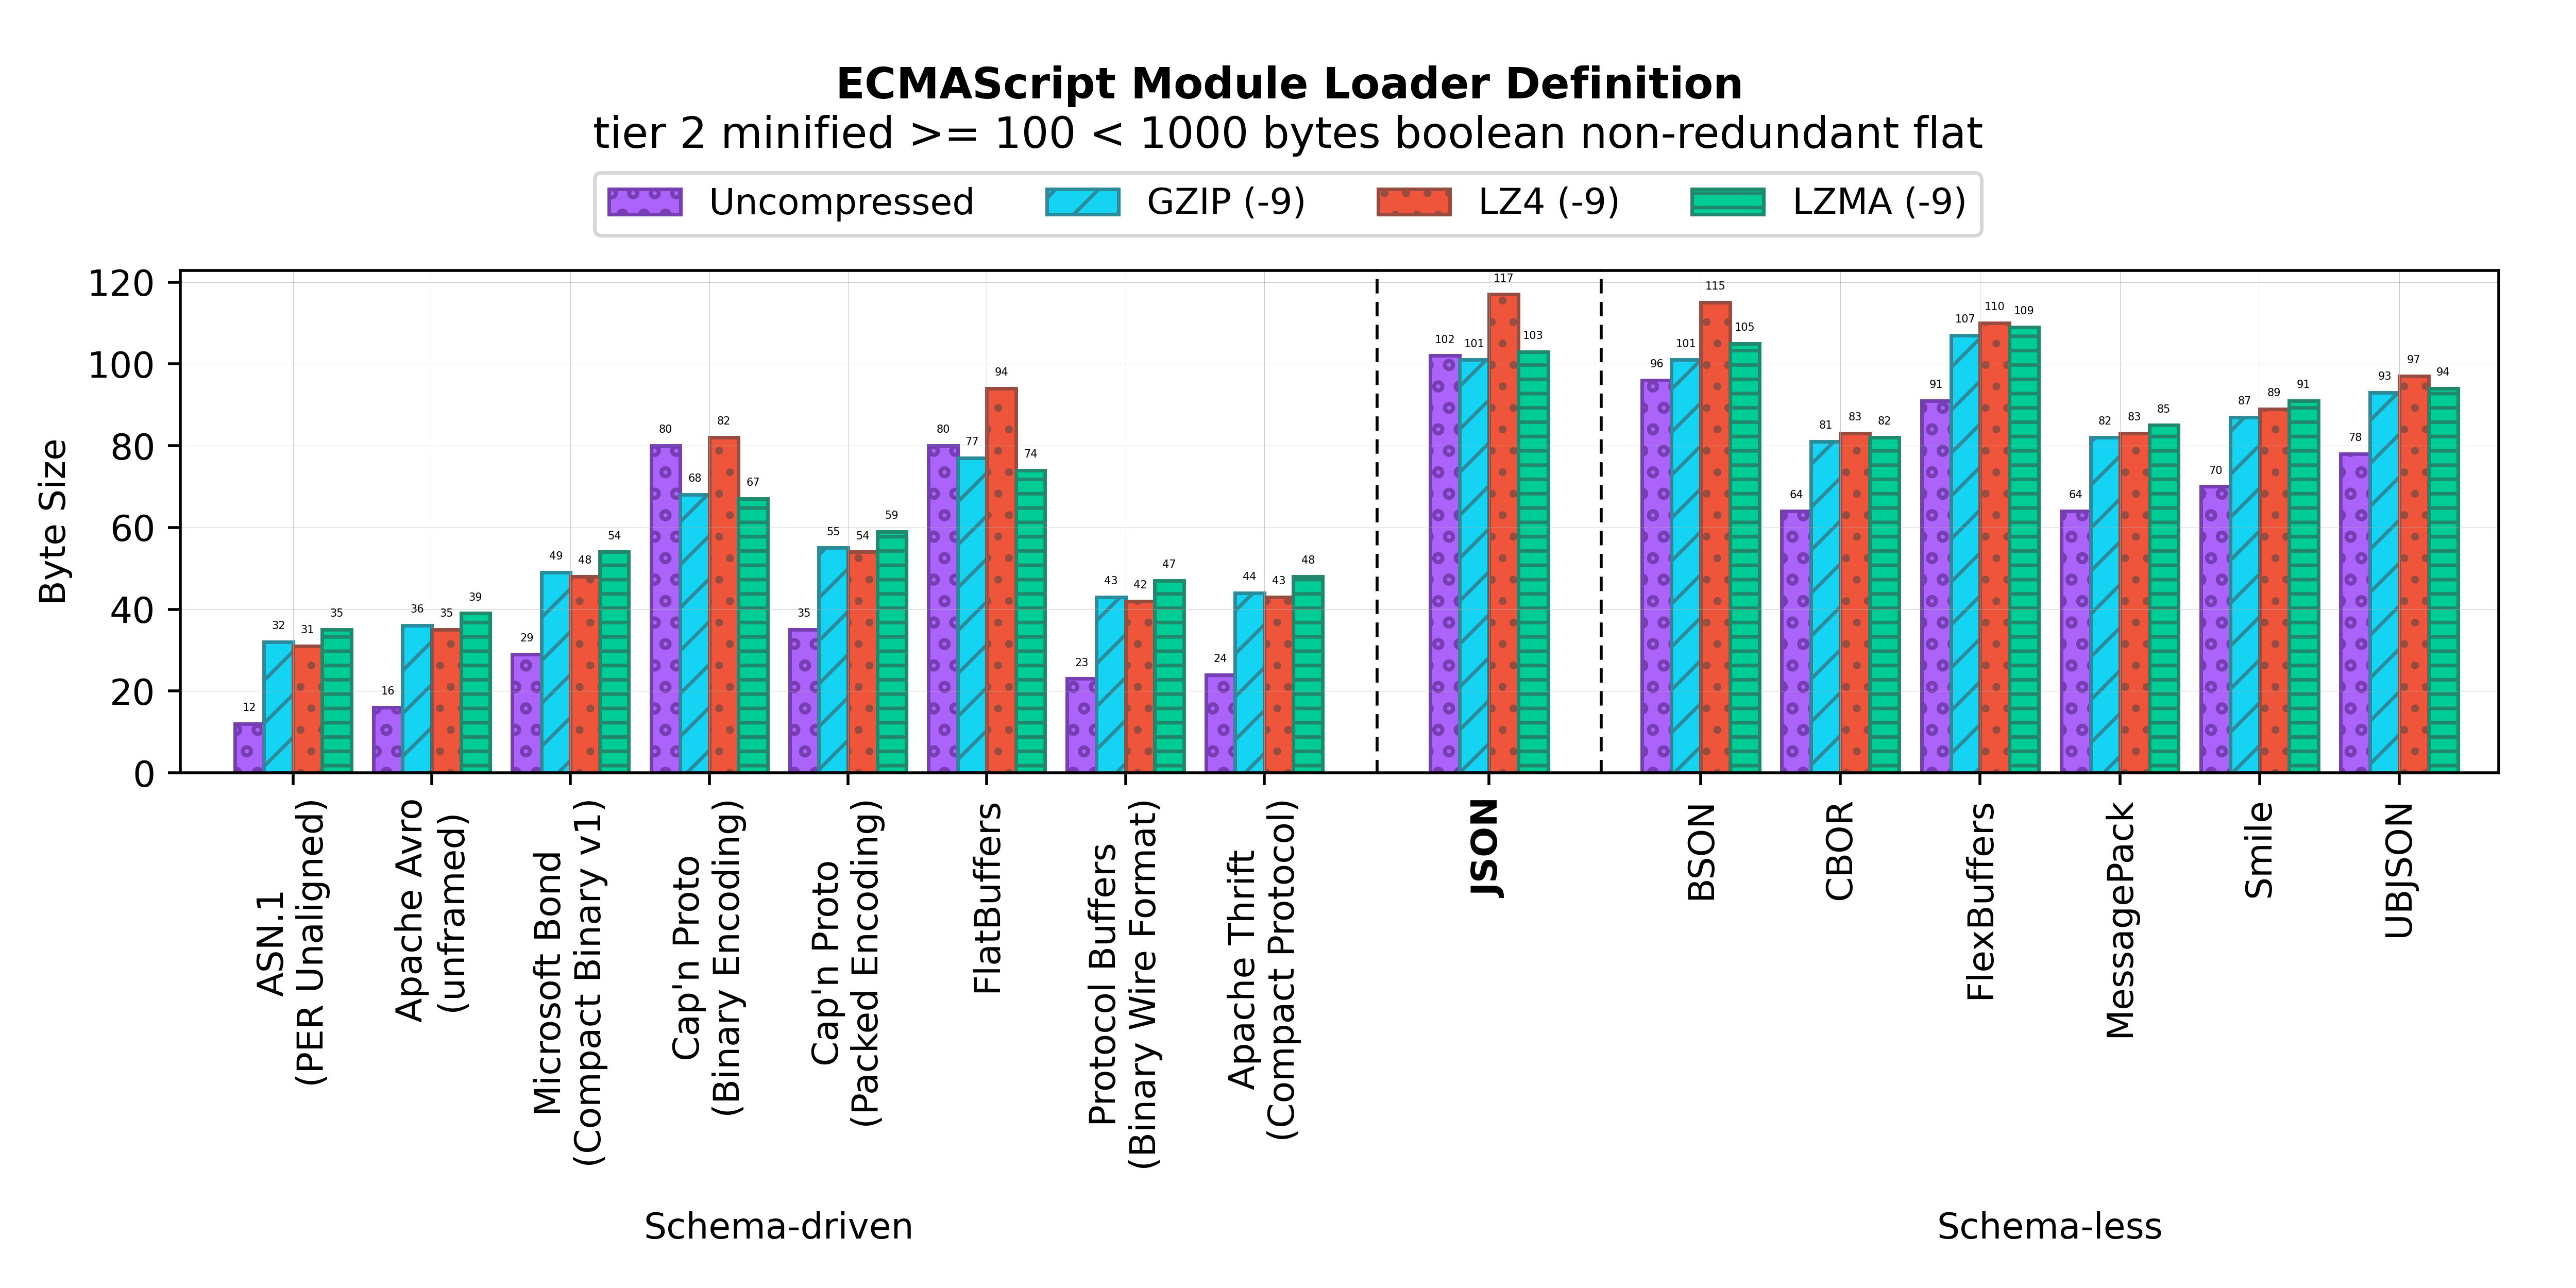 ECMAScript Module Loader Definition
tier 2 minified >= 100 < 1000 bytes boolean non-redundant flat
Uncompressed GZIP (-9) LZ4 (-9) LZMA (-9)
Byte Size
120
100
80
60
40
20
0
12 32 31 35
16 36 35 39
29 49 48 54
80 68 82 67
35 55 54 59
80 77 94 74
23 43 42 47
24 44 43 48
102 101 117 103
96 101 115 105
64 81 83 82
91 107 110 109
64 82 83 85
70 87 89 91
78 93 97 94
ASN.1
(PER Unaligned)
Apache Avro
(unframed)
Microsoft Bond
(Compact Binary v1)
Cap'n Proto
(Binary Encoding)
Cap'n Proto
(Packed Encoding)
FlatBuffers
Protocol Buffers
(Binary Wire Format)
Apache Thrift
(Compact Protocol)
JSON
BSON
CBOR
FlexBuffers
MessagePack
Smile
UBJSON
Schema-driven
Schema-less